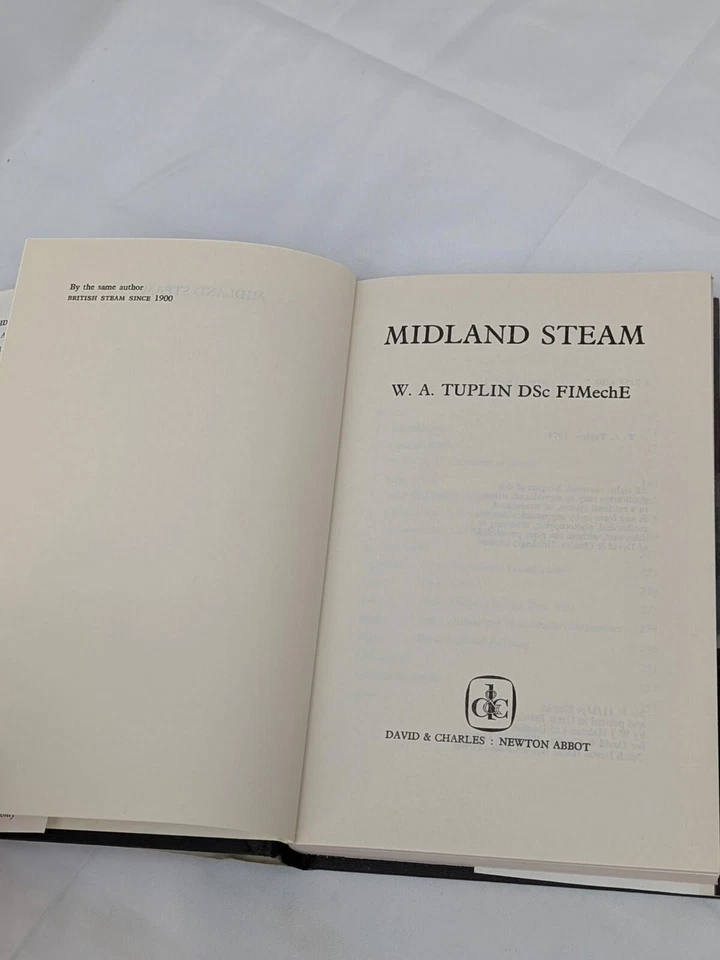 By the same author
BRITISH STEAM SINCE 1900
MIDLAND STEAM
W. A. TUPLIN DSc FIMechE
DAVID & CHARLES : NEWTON ABBOT